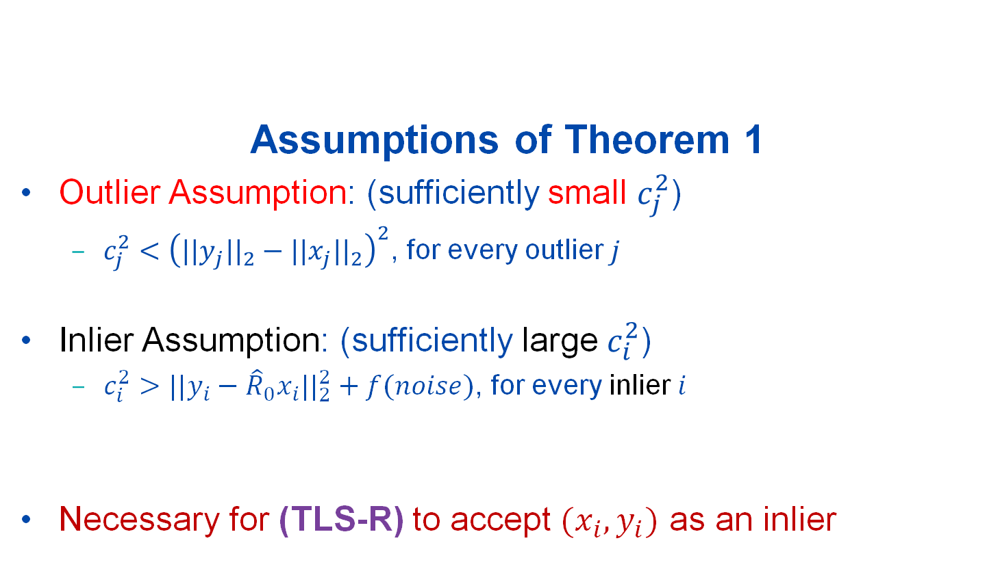 Assumptions of Theorem 1
• Outlier Assumption: (sufficiently small $c_j^2$)
– $c_j^2 < \left(||y_j||_2 - ||x_j||_2\right)^2$, for every outlier $j$
• Inlier Assumption: (sufficiently large $c_i^2$)
– $c_i^2 > ||y_i - \hat{R}_0 x_i||_2^2 + f(noise)$, for every inlier $i$
• Necessary for (TLS-R) to accept $(x_i, y_i)$ as an inlier